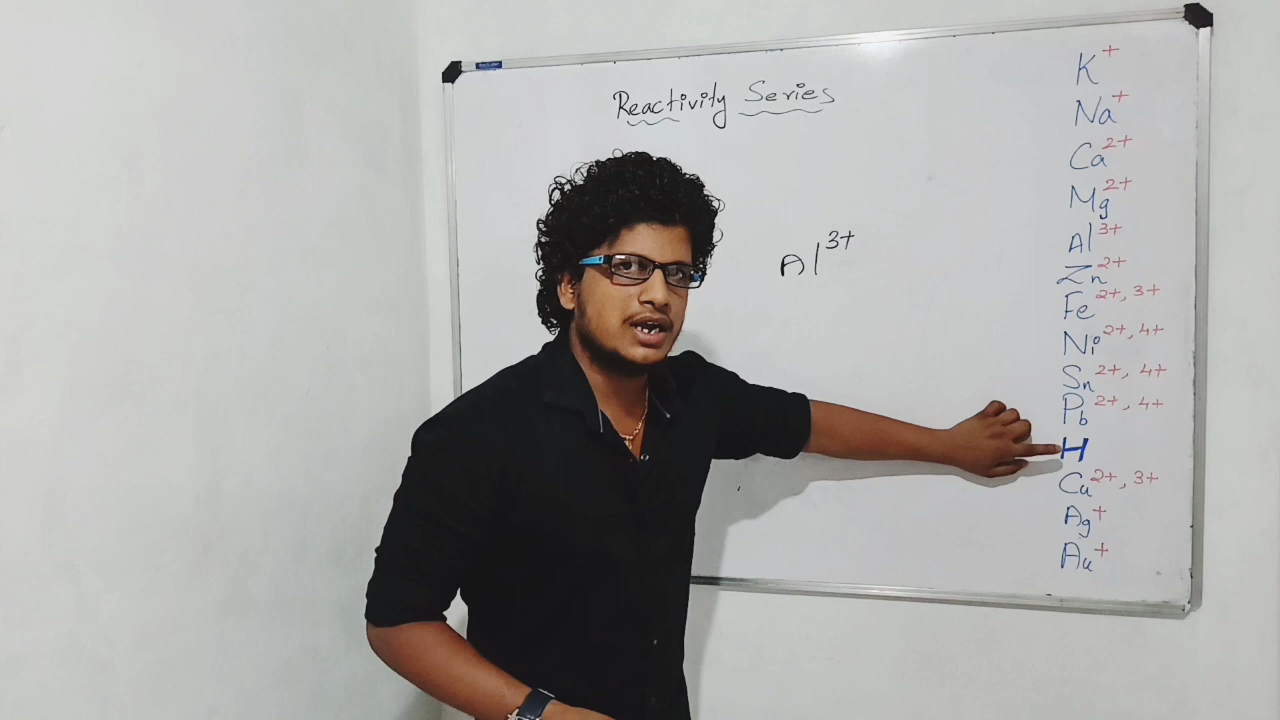 Reactivity Series
Al³⁺
K⁺
Na⁺
Ca²⁺
Mg²⁺
Al³⁺
Zn²⁺
Fe²⁺, ³⁺
Ni²⁺, ⁴⁺
Sn²⁺, ⁴⁺
Pb²⁺, ⁴⁺
H
Cu²⁺, ³⁺
Ag⁺
Au⁺